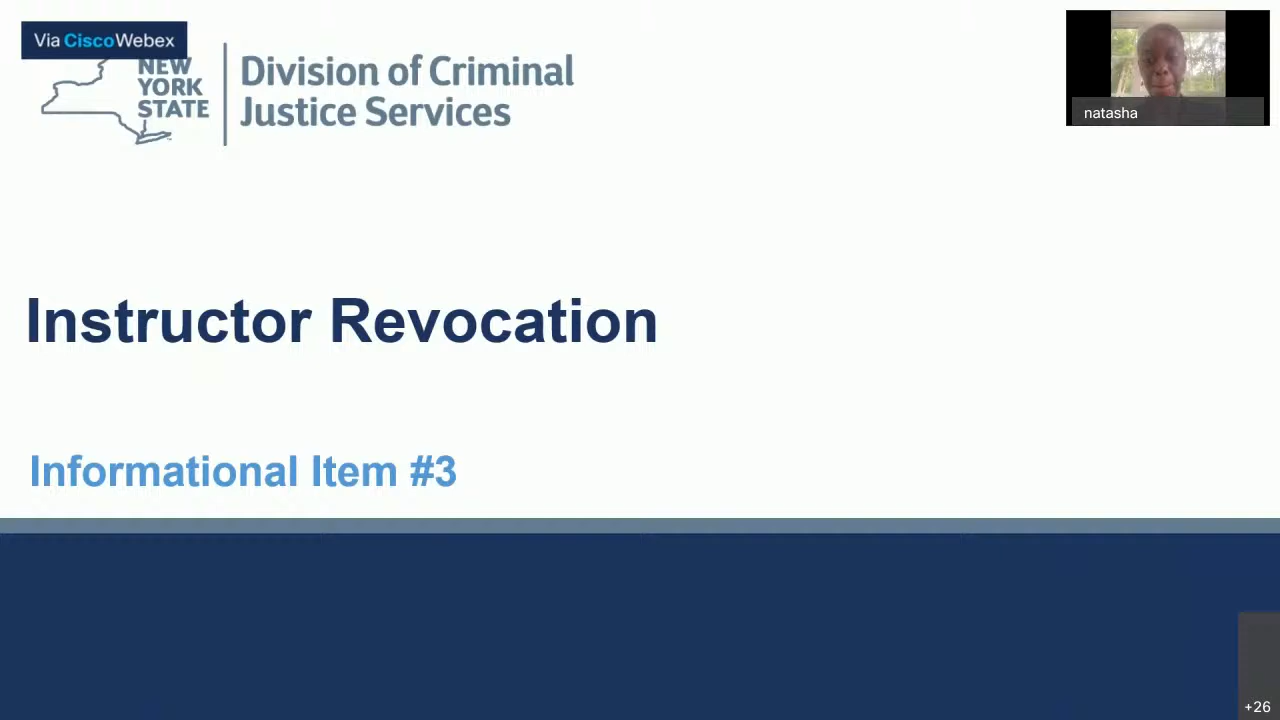 Via CiscoWebex
NEW
YORK
STATE
Division of Criminal
Justice Services
natasha
Instructor Revocation
Informational Item #3
+26